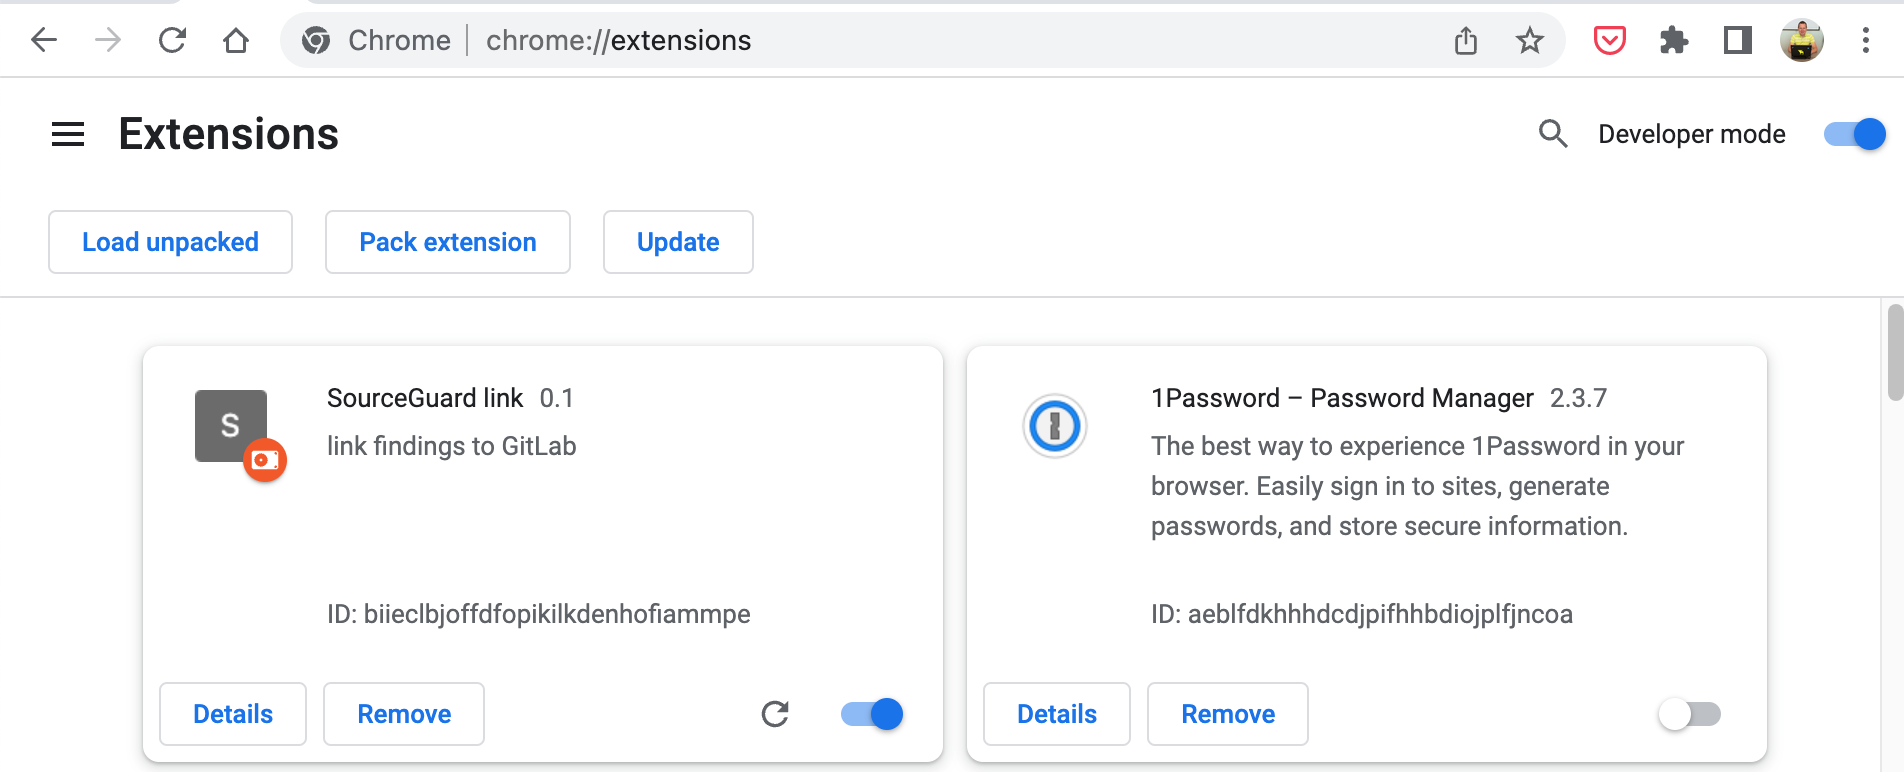 Chrome | chrome://extensions
Extensions
Developer mode
Load unpacked
Pack extension
Update
S
SourceGuard link 0.1
link findings to GitLab
ID: biieclbjoffdfopikilkdenhofiammpe
Details
Remove
1Password – Password Manager 2.3.7
The best way to experience 1Password in your
browser. Easily sign in to sites, generate
passwords, and store secure information.
ID: aeblfdkhhhdcdjpifhhbdiojplfjncoa
Details
Remove